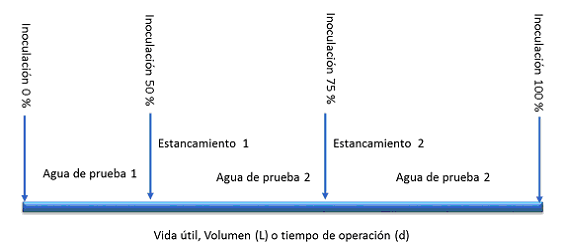 Inoculación 0 %
Inoculación 50 %
Inoculación 75 %
Inoculación 100 %
Estancamiento 1
Estancamiento 2
Agua de prueba 1
Agua de prueba 2
Agua de prueba 2
Vida útil, Volumen (L) o tiempo de operación (d)